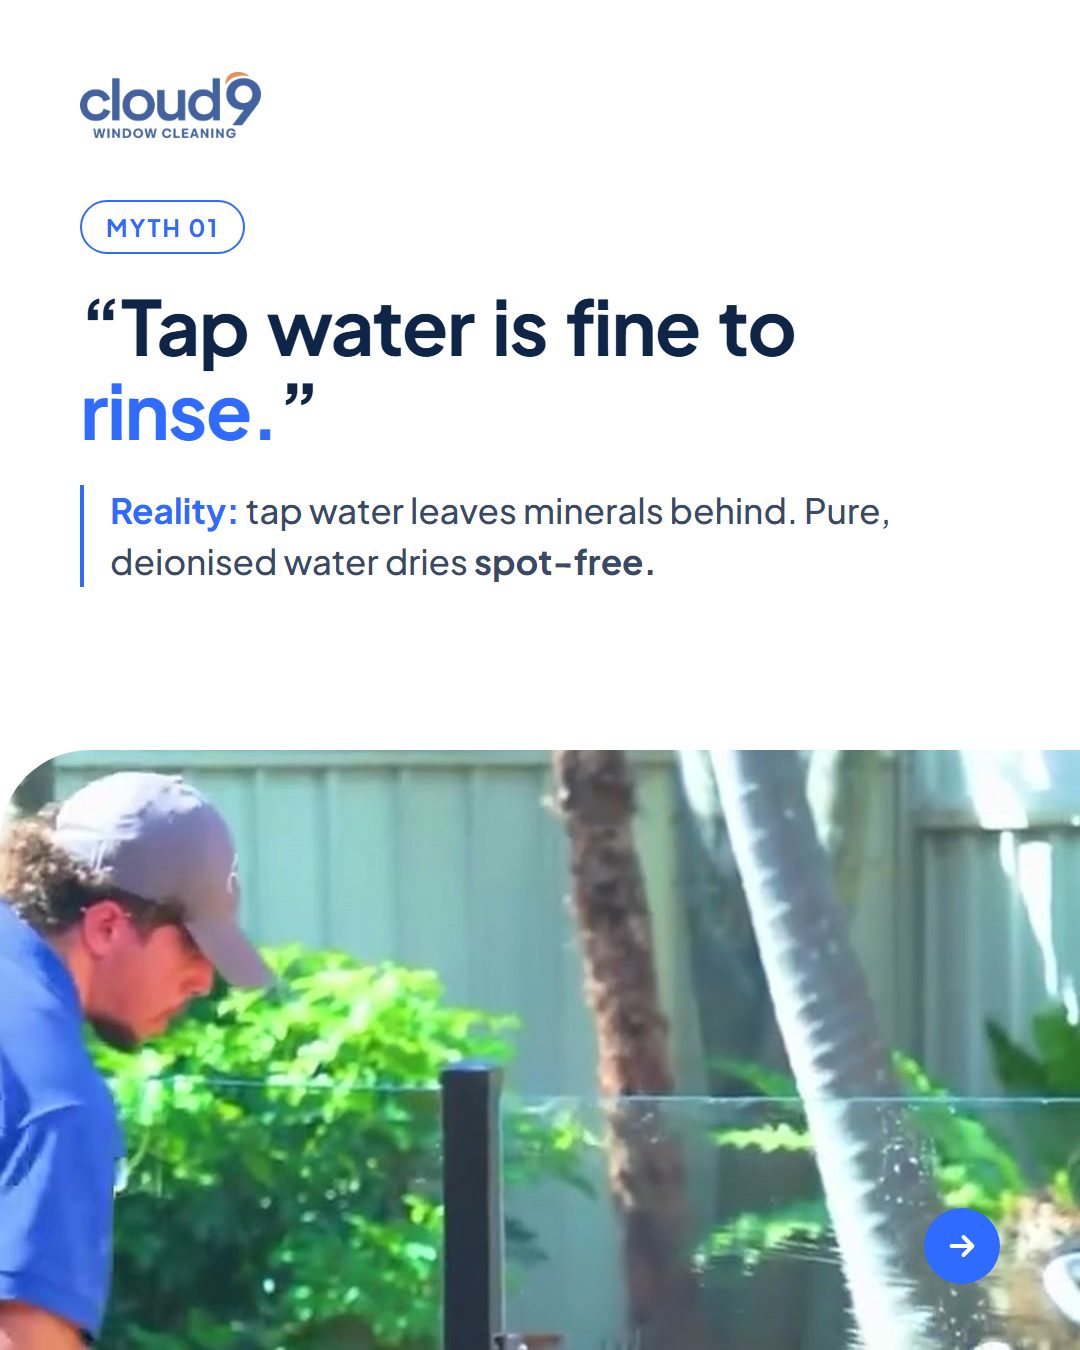 cloud9
WINDOW CLEANING
MYTH 01
“Tap water is fine to
rinse.”
Reality: tap water leaves minerals behind. Pure,
deionised water dries spot-free.